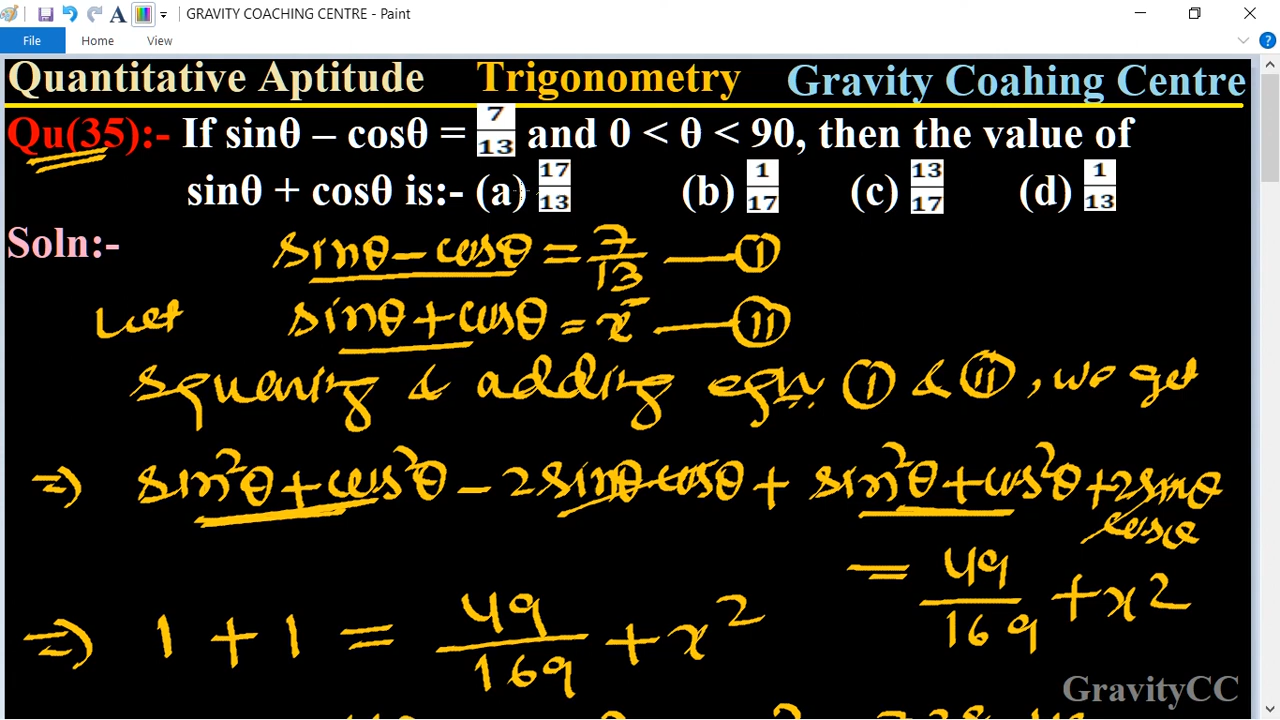 GRAVITY COACHING CENTRE - Paint
File Home View
Quantitative Aptitude Trigonometry Gravity Coahing Centre
Qu(35):- If sinθ – cosθ = 7/13 and 0 < θ < 90, then the value of
sinθ + cosθ is:- (a) 17/13 (b) 1/17 (c) 13/17 (d) 1/13
Soln:- sinθ – cosθ = 7/13 — (I)
Let sinθ + cosθ = x — (II)
Squaring & adding eqn. (I) & (II), we get
⇒ sin²θ + cos²θ – 2sinθcosθ + sin²θ + cos²θ + 2sinθ
cosθ
= 49/169 + x²
⇒ 1 + 1 = 49/169 + x²
GravityCC